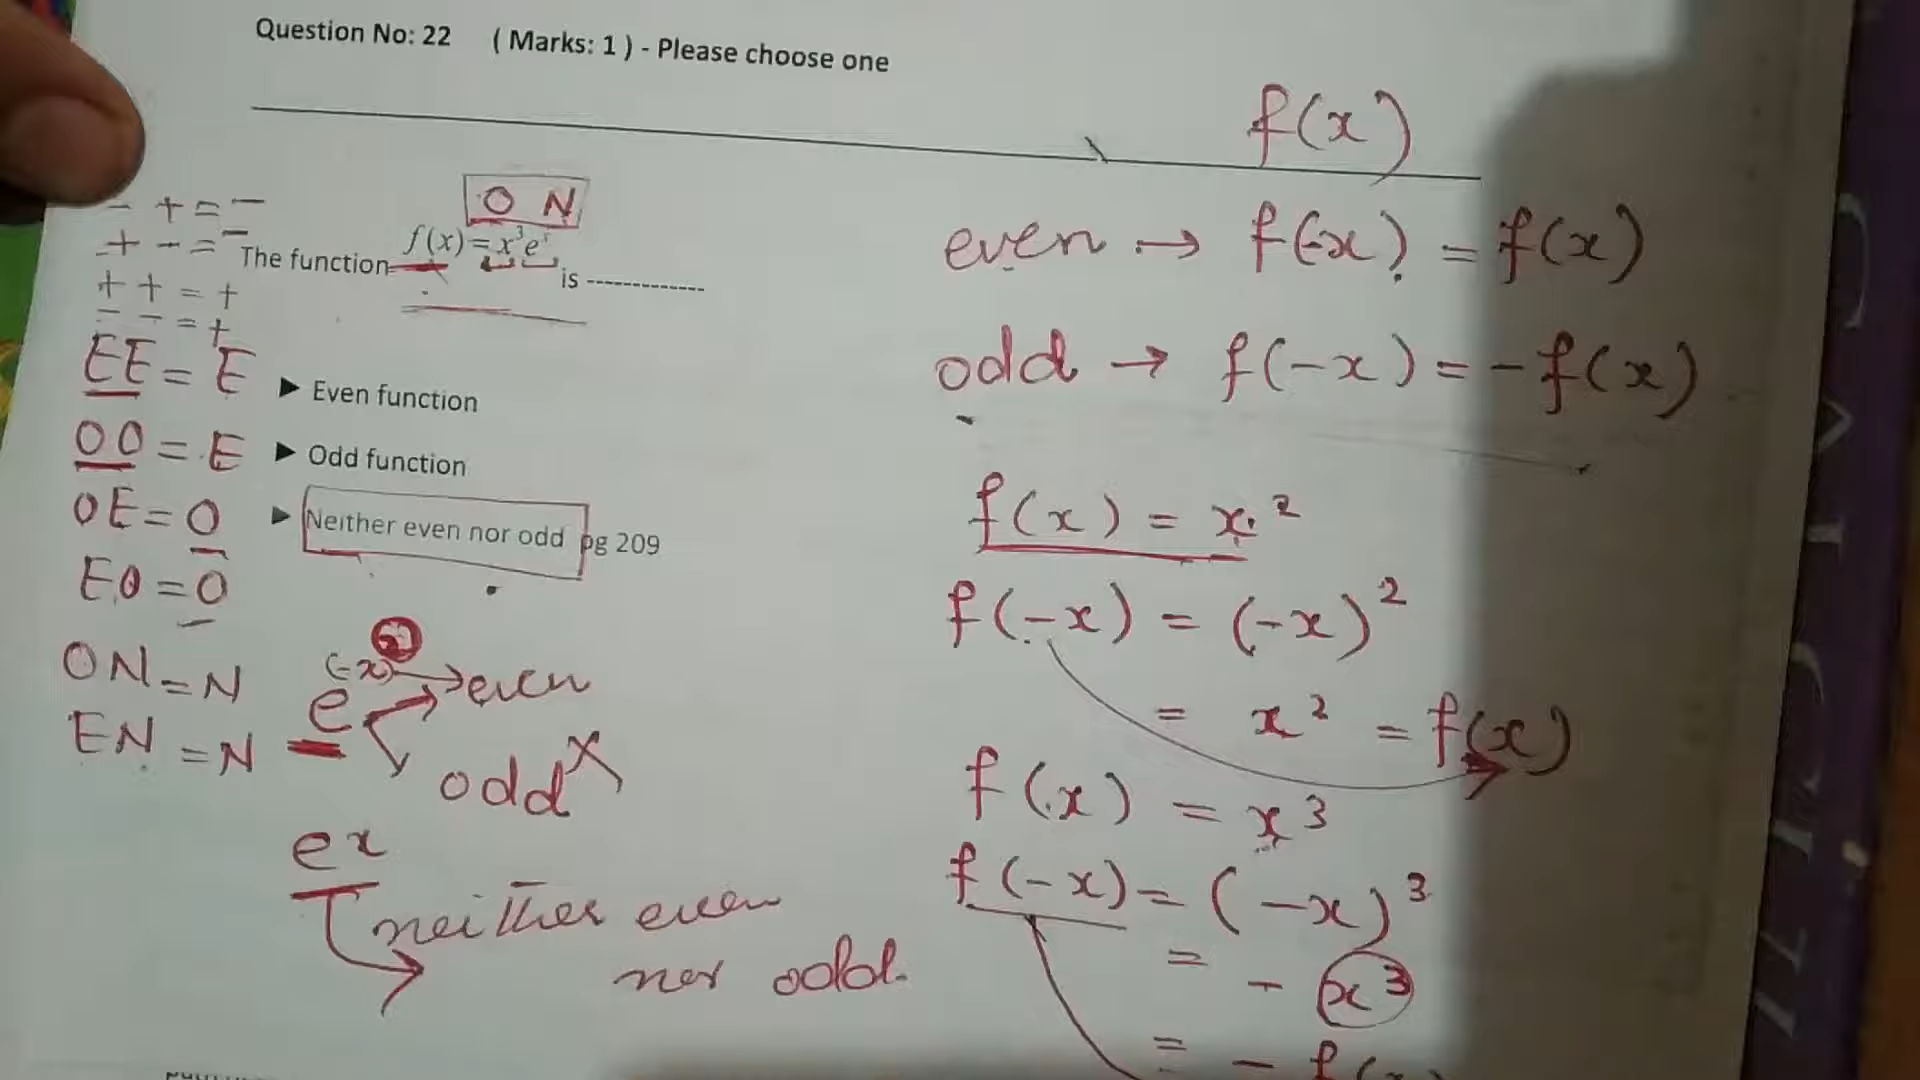 Question No: 22 ( Marks: 1 ) - Please choose one
f(x)
- + = -
+ - = -
+ + = +
- - = +
O N
The function f(x) = x³eˣ is -------------
EE = E
► Even function
OO = E
► Odd function
OE = O
► Neither even nor odd pg 209
EO = O
ON = N
EN = N
e (-x) → even
odd ×
eˣ
neither even
nor odd.
even → f(-x) = f(x)
odd → f(-x) = -f(x)
f(x) = x²
f(-x) = (-x)²
= x² = f(x)
f(x) = x³
f(-x) = (-x)³
= - x³
= - f(x